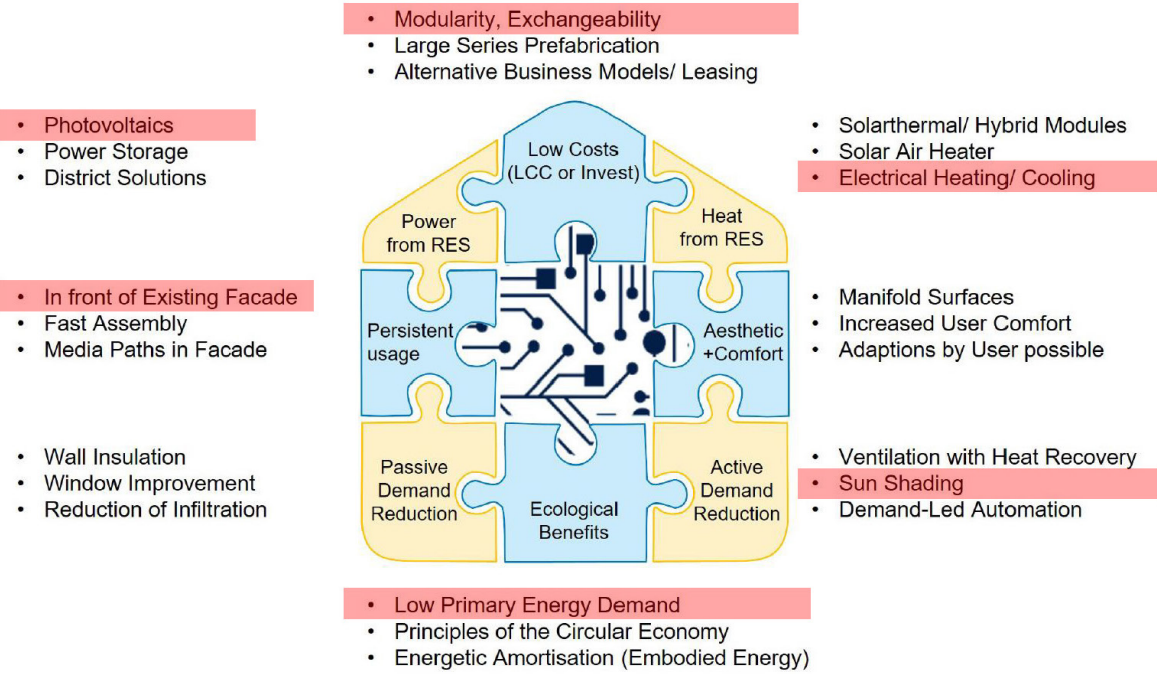 • Modularity, Exchangeability
• Large Series Prefabrication
• Alternative Business Models/ Leasing
• Photovoltaics
• Power Storage
• District Solutions
• Solarthermal/ Hybrid Modules
• Solar Air Heater
• Electrical Heating/ Cooling
Low Costs
(LCC or Invest)
Power
from RES
Heat
from RES
• In front of Existing Facade
• Fast Assembly
• Media Paths in Facade
Persistent
usage
Aesthetic
+Comfort
• Manifold Surfaces
• Increased User Comfort
• Adaptions by User possible
• Wall Insulation
• Window Improvement
• Reduction of Infiltration
Passive
Demand
Reduction
Ecological
Benefits
Active
Demand
Reduction
• Ventilation with Heat Recovery
• Sun Shading
• Demand-Led Automation
• Low Primary Energy Demand
• Principles of the Circular Economy
• Energetic Amortisation (Embodied Energy)